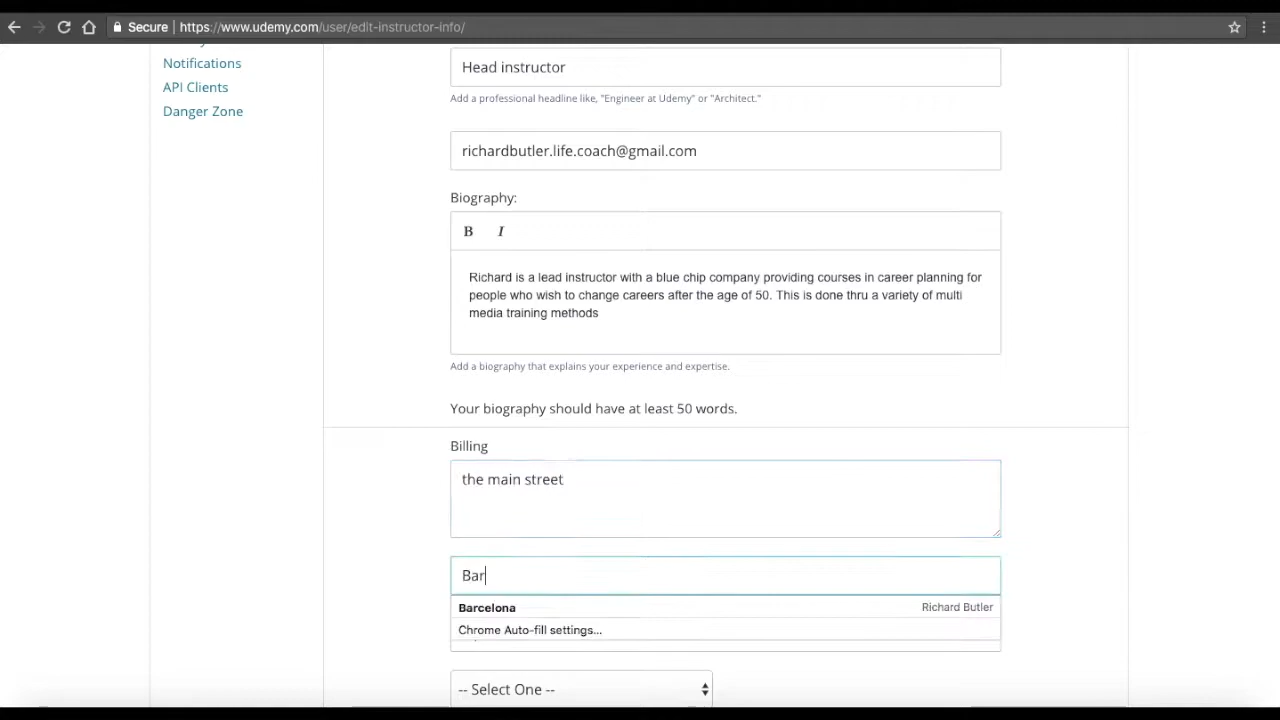 Secure | https://www.udemy.com/user/edit-instructor-info/
Notifications
API Clients
Danger Zone
Head instructor
Add a professional headline like, "Engineer at Udemy" or "Architect."
richardbutler.life.coach@gmail.com
Biography:
B I
Richard is a lead instructor with a blue chip company providing courses in career planning for
people who wish to change careers after the age of 50. This is done thru a variety of multi
media training methods
Add a biography that explains your experience and expertise.
Your biography should have at least 50 words.
Billing
the main street
Bar
Barcelona Richard Butler
Chrome Auto-fill settings...
-- Select One --